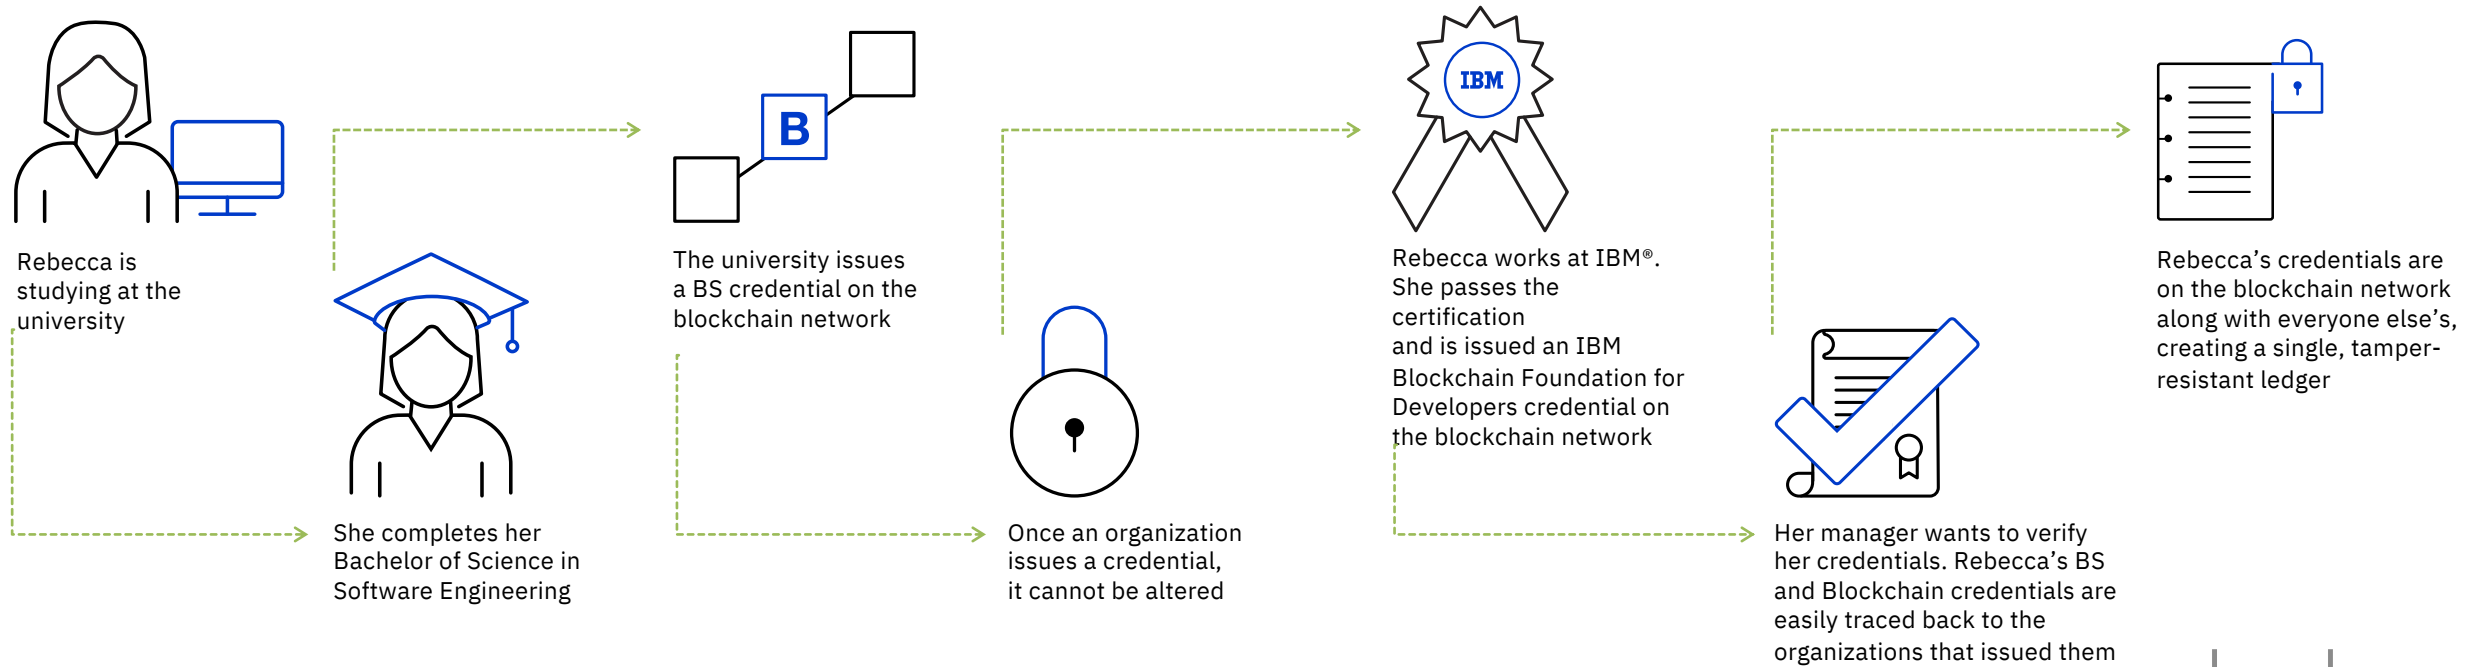 Rebecca is
studying at the
university
She completes her
Bachelor of Science in
Software Engineering
B
The university issues
a BS credential on the
blockchain network
Once an organization
issues a credential,
it cannot be altered
IBM
Rebecca works at IBM®.
She passes the
certification
and is issued an IBM
Blockchain Foundation for
Developers credential on
the blockchain network
Her manager wants to verify
her credentials. Rebecca’s BS
and Blockchain credentials are
easily traced back to the
organizations that issued them
Rebecca’s credentials are
on the blockchain network
along with everyone else’s,
creating a single, tamper-
resistant ledger